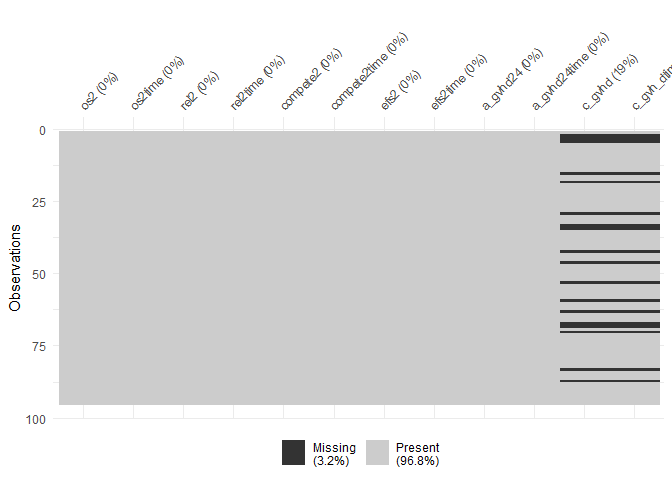 os2 (0%)
os2time (0%)
rel2 (0%)
rel2time (0%)
compete2 (0%)
compete2time (0%)
efs2 (0%)
efs2time (0%)
a_gvhd24 (0%)
a_gvhd24time (0%)
c_gvhd (19%)
0
25
50
75
100
Observations
Missing
(3.2%)
Present
(96.8%)